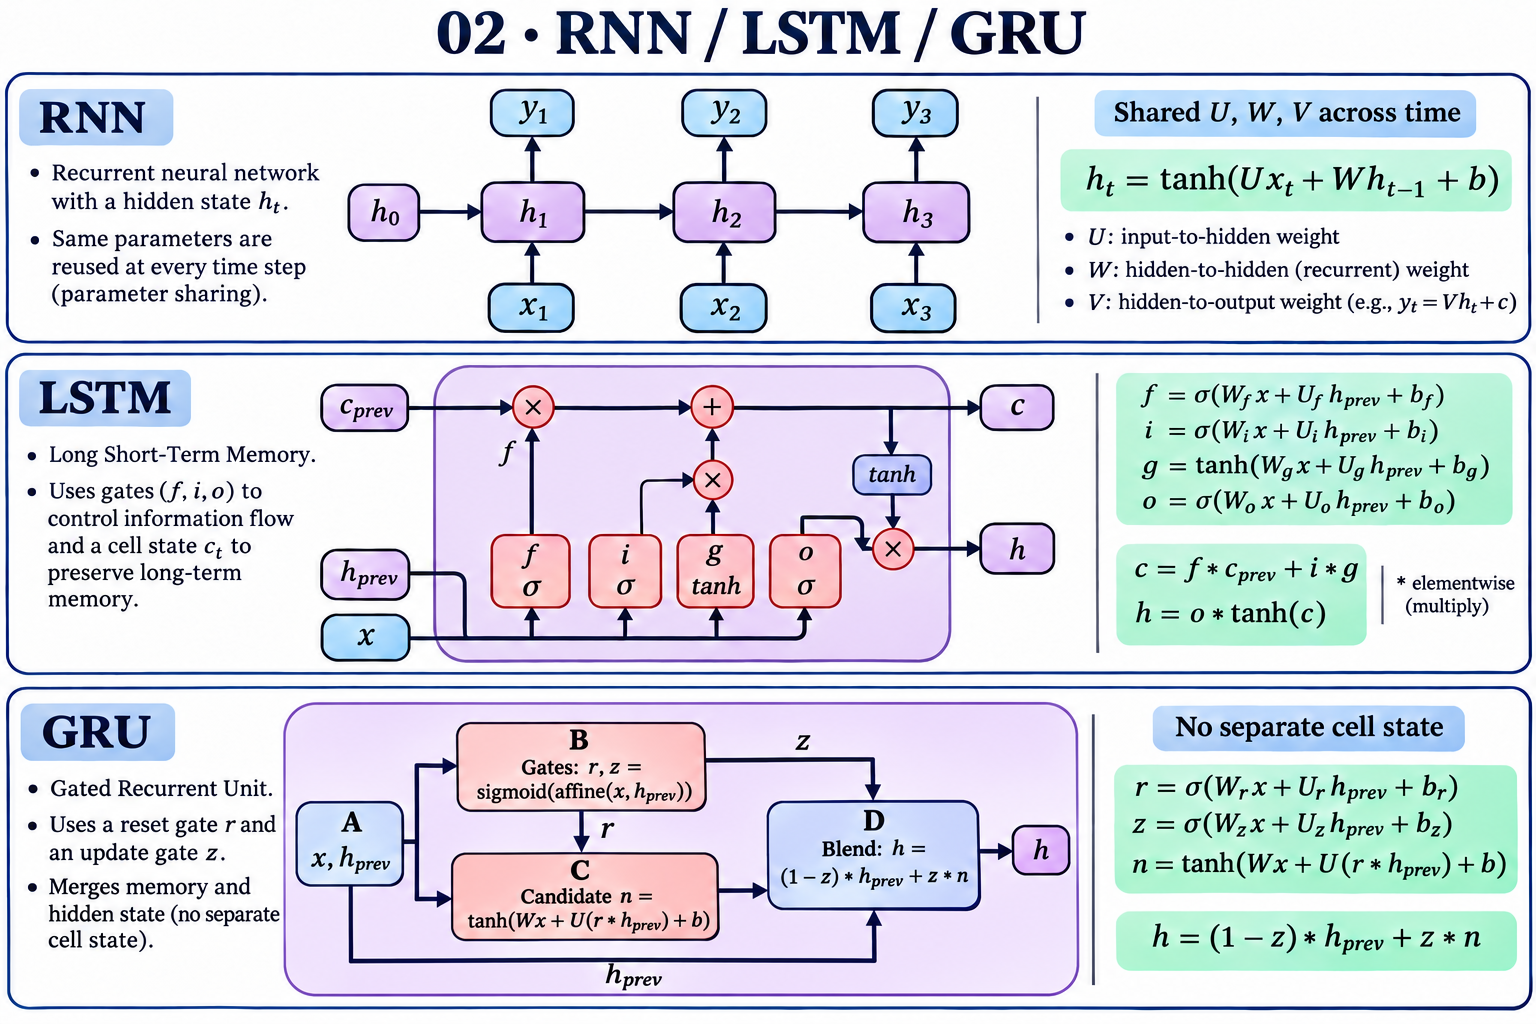 02 · RNN / LSTM / GRU
RNN
• Recurrent neural network
with a hidden state hₜ.
• Same parameters are
reused at every time step
(parameter sharing).
y₁
y₂
y₃
h₀
h₁
h₂
h₃
x₁
x₂
x₃
Shared U, W, V across time
hₜ = tanh(Uxₜ + Whₜ₋₁ + b)
• U: input-to-hidden weight
• W: hidden-to-hidden (recurrent) weight
• V: hidden-to-output weight (e.g., yₜ = Vhₜ + c)
LSTM
• Long Short-Term Memory.
• Uses gates (f, i, o) to
control information flow
and a cell state cₜ to
preserve long-term
memory.
c_prev
×
+
c
f
×
tanh
h_prev
f
σ
i
σ
g
tanh
o
σ
×
h
x
f = σ(W_f x + U_f h_prev + b_f)
i = σ(W_i x + U_i h_prev + b_i)
g = tanh(W_g x + U_g h_prev + b_g)
o = σ(W_o x + U_o h_prev + b_o)
c = f * c_prev + i * g
h = o * tanh(c)
* elementwise
(multiply)
GRU
• Gated Recurrent Unit.
• Uses a reset gate r and
an update gate z.
• Merges memory and
hidden state (no separate
cell state).
A
x, h_prev
B
Gates: r, z =
sigmoid(affine(x, h_prev))
z
r
C
Candidate n =
tanh(Wx + U(r * h_prev) + b)
D
Blend: h =
(1 − z) * h_prev + z * n
h
h_prev
No separate cell state
r = σ(W_r x + U_r h_prev + b_r)
z = σ(W_z x + U_z h_prev + b_z)
n = tanh(Wx + U(r * h_prev) + b)
h = (1 − z) * h_prev + z * n